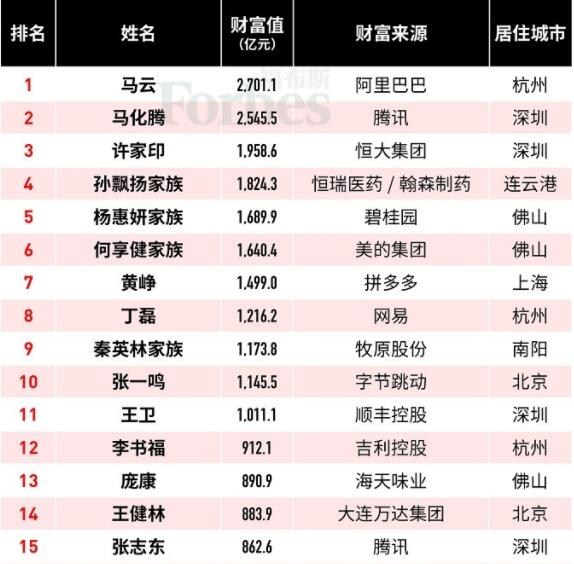 排名 姓名 财富值(亿元) 财富来源 居住城市
福布斯
Forbes
1 马云 2,701.1 阿里巴巴 杭州
2 马化腾 2,545.5 腾讯 深圳
3 许家印 1,958.6 恒大集团 深圳
4 孙飘扬家族 1,824.3 恒瑞医药 / 翰森制药 连云港
5 杨惠妍家族 1,689.9 碧桂园 佛山
6 何享健家族 1,640.4 美的集团 佛山
7 黄峥 1,499.0 拼多多 上海
8 丁磊 1,216.2 网易 杭州
9 秦英林家族 1,173.8 牧原股份 南阳
10 张一鸣 1,145.5 字节跳动 北京
11 王卫 1,011.1 顺丰控股 深圳
12 李书福 912.1 吉利控股 杭州
13 庞康 890.9 海天味业 佛山
14 王健林 883.9 大连万达集团 北京
15 张志东 862.6 腾讯 深圳